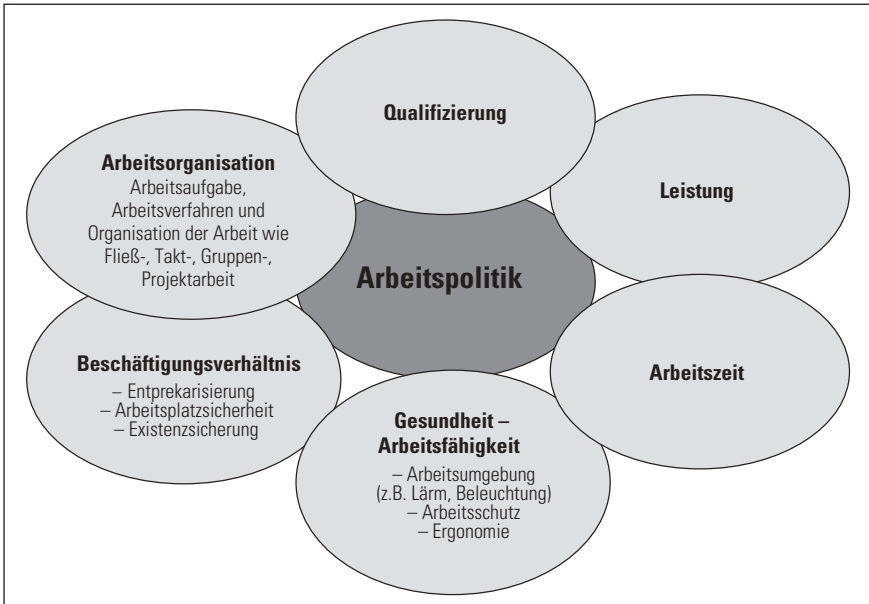 Qualifizierung
Arbeitsorganisation
Arbeitsaufgabe,
Arbeitsverfahren und
Organisation der Arbeit wie
Fließ-, Takt-, Gruppen-,
Projektarbeit
Leistung
Arbeitspolitik
Beschäftigungsverhältnis
– Entprekarisierung
– Arbeitsplatzsicherheit
– Existenzsicherung
Arbeitszeit
Gesundheit –
Arbeitsfähigkeit
– Arbeitsumgebung
(z.B. Lärm, Beleuchtung)
– Arbeitsschutz
– Ergonomie